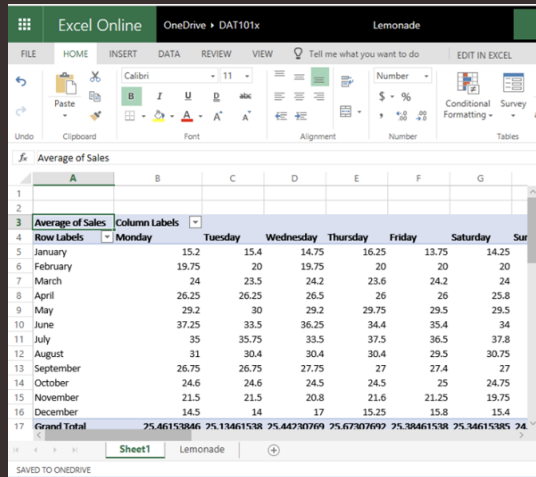 Excel Online OneDrive ▸ DAT101x Lemonade
FILE HOME INSERT DATA REVIEW VIEW Tell me what you want to do EDIT IN EXCEL
Calibri 11 Number
Paste B I U D abc $ % Conditional Formatting Survey
Undo Clipboard Font Alignment Number Tables
fx Average of Sales
A B C D E F G
1
2
3 Average of Sales Column Labels
4 Row Labels Monday Tuesday Wednesday Thursday Friday Saturday Sun
5 January 15.2 15.4 14.75 16.25 13.75 14.25
6 February 19.75 20 19.75 20 20 20
7 March 24 23.5 24.2 23.6 24.2 24
8 April 26.25 26.25 26.5 26 26 25.8
9 May 29.2 30 29.2 29.75 29.5 29.5
10 June 37.25 33.5 36.25 34.4 35.4 34
11 July 35 35.75 33.5 37.5 36.5 37.8
12 August 31 30.4 30.4 30.4 29.5 30.75
13 September 26.75 26.75 27.75 27 27.4 27
14 October 24.6 24.6 24.5 24.5 25 24.75
15 November 21.5 21.5 20.8 21.6 21.25 19.75
16 December 14.5 14 17 15.25 15.8 15.4
17 Grand Total 25.46153846 25.13461538 25.44230769 25.67307692 25.38461538 25.34615385 24.
Sheet1 Lemonade
SAVED TO ONEDRIVE